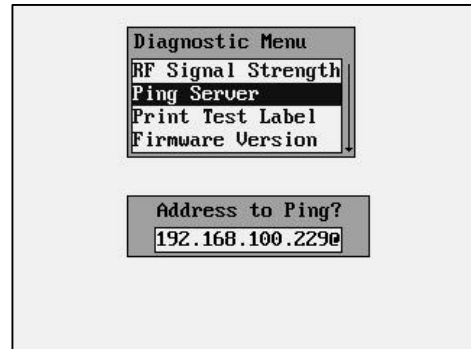 Diagnostic Menu
RF Signal Strength
Ping Server
Print Test Label
Firmware Version
Address to Ping?
192.168.100.229@